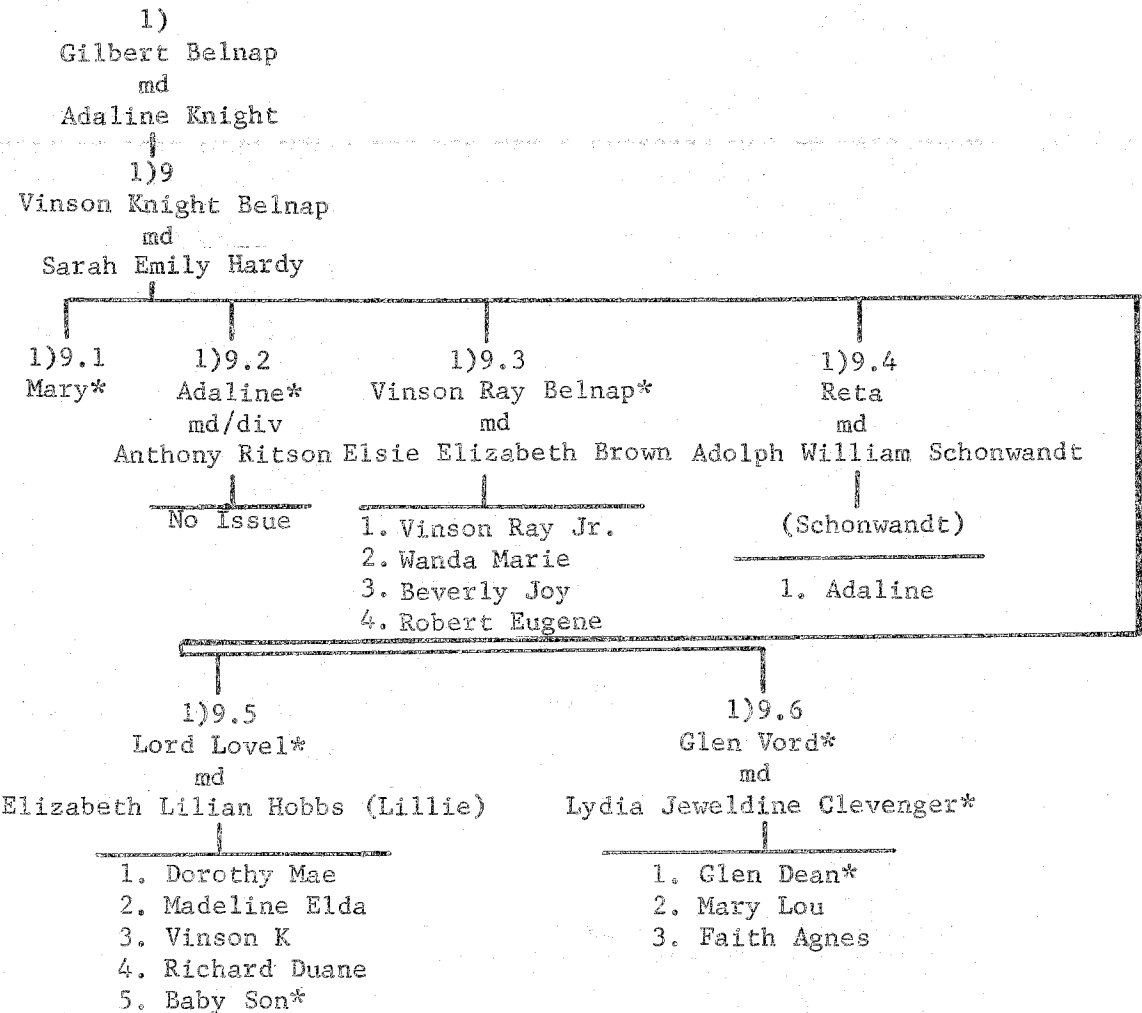 1)
Gilbert Belnap
md
Adaline Knight
1)9
Vinson Knight Belnap
md
Sarah Emily Hardy
1)9.1
Mary*
1)9.2
Adaline*
md/div
Anthony Ritson
No Issue
1)9.3
Vinson Ray Belnap*
md
Elsie Elizabeth Brown
1. Vinson Ray Jr.
2. Wanda Marie
3. Beverly Joy
4. Robert Eugene
1)9.4
Reta
md
Adolph William Schonwandt
(Schonwandt)
1. Adaline
1)9.5
Lord Lovel*
md
Elizabeth Lilian Hobbs (Lillie)
1. Dorothy Mae
2. Madeline Elda
3. Vinson K
4. Richard Duane
5. Baby Son*
1)9.6
Glen Vord*
md
Lydia Jeweldine Clevenger*
1. Glen Dean*
2. Mary Lou
3. Faith Agnes